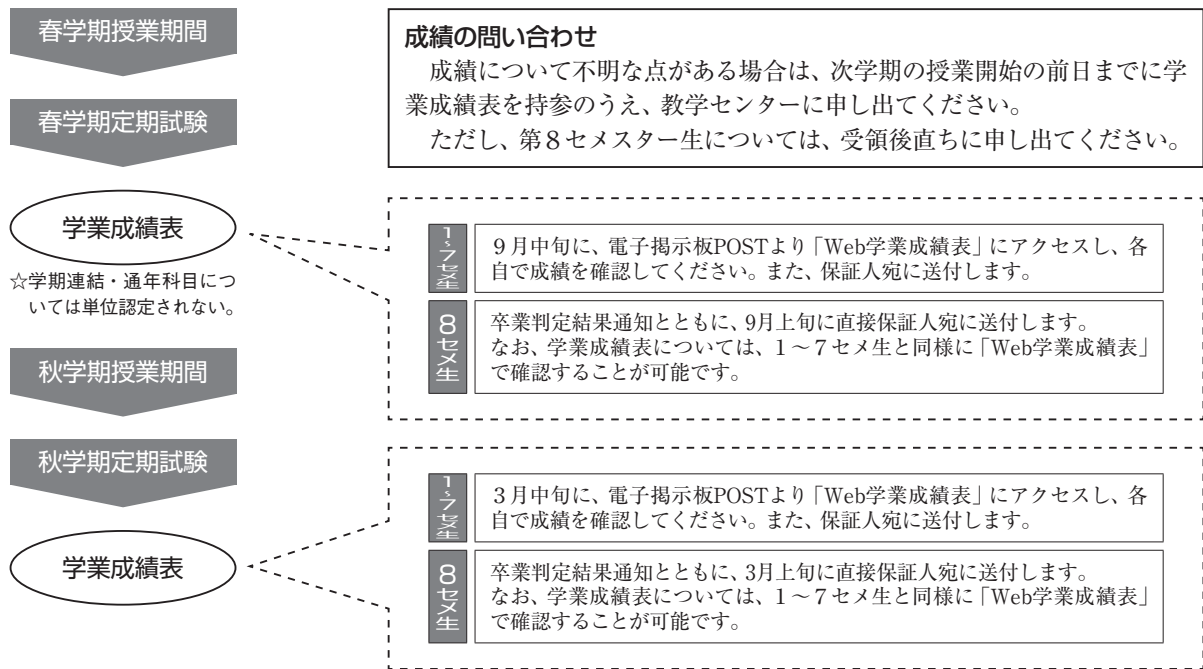 春学期授業期間
春学期定期試験
学業成績表
☆学期連結・通年科目につ
いては単位認定されない。
秋学期授業期間
秋学期定期試験
学業成績表
成績の問い合わせ
成績について不明な点がある場合は、次学期の授業開始の前日までに学
業成績表を持参のうえ、教学センターに申し出てください。
ただし、第8セメスター生については、受領後直ちに申し出てください。
1~7セメ生
9月中旬に、電子掲示板POSTより「Web学業成績表」にアクセスし、各
自で成績を確認してください。また、保証人宛に送付します。
8セメ生
卒業判定結果通知とともに、9月上旬に直接保証人宛に送付します。
なお、学業成績表については、1～7セメ生と同様に「Web学業成績表」
で確認することが可能です。
1~7セメ生
3月中旬に、電子掲示板POSTより「Web学業成績表」にアクセスし、各
自で成績を確認してください。また、保証人宛に送付します。
8セメ生
卒業判定結果通知とともに、3月上旬に直接保証人宛に送付します。
なお、学業成績表については、1～7セメ生と同様に「Web学業成績表」
で確認することが可能です。